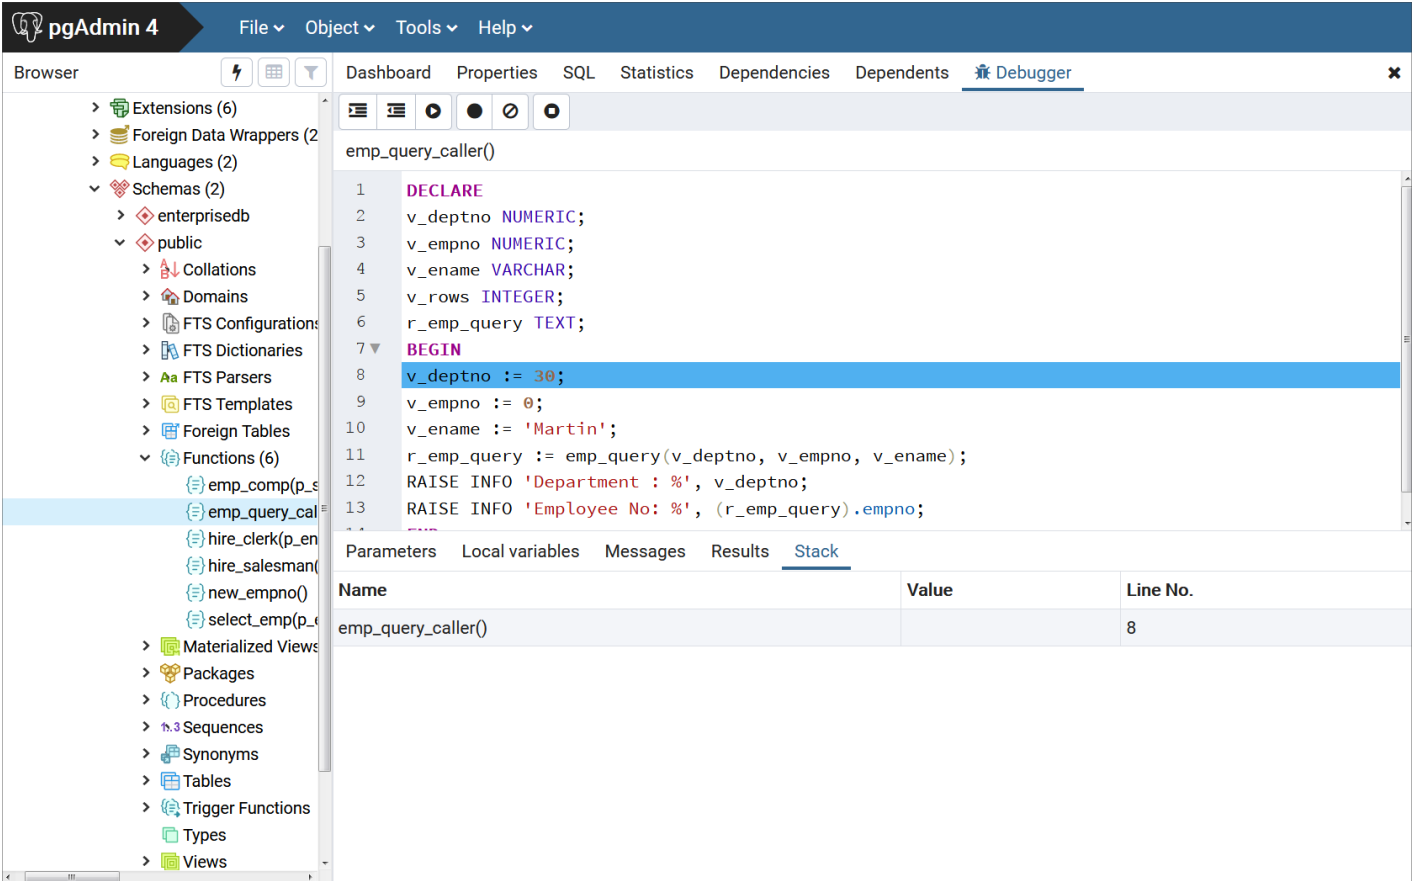 pgAdmin 4 File Object Tools Help
Browser Dashboard Properties SQL Statistics Dependencies Dependents Debugger
Extensions (6)
Foreign Data Wrappers (2
Languages (2)
Schemas (2)
enterprisedb
public
Collations
Domains
FTS Configurations
FTS Dictionaries
Aa FTS Parsers
FTS Templates
Foreign Tables
Functions (6)
emp_comp(p_s
emp_query_cal
hire_clerk(p_en
hire_salesman(
new_empno()
select_emp(p_e
Materialized Views
Packages
Procedures
1..3 Sequences
Synonyms
Tables
Trigger Functions
Types
Views
emp_query_caller()
1 DECLARE
2 v_deptno NUMERIC;
3 v_empno NUMERIC;
4 v_ename VARCHAR;
5 v_rows INTEGER;
6 r_emp_query TEXT;
7 BEGIN
8 v_deptno := 30;
9 v_empno := 0;
10 v_ename := 'Martin';
11 r_emp_query := emp_query(v_deptno, v_empno, v_ename);
12 RAISE INFO 'Department : %', v_deptno;
13 RAISE INFO 'Employee No: %', (r_emp_query).empno;
Parameters Local variables Messages Results Stack
Name Value Line No.
emp_query_caller() 8